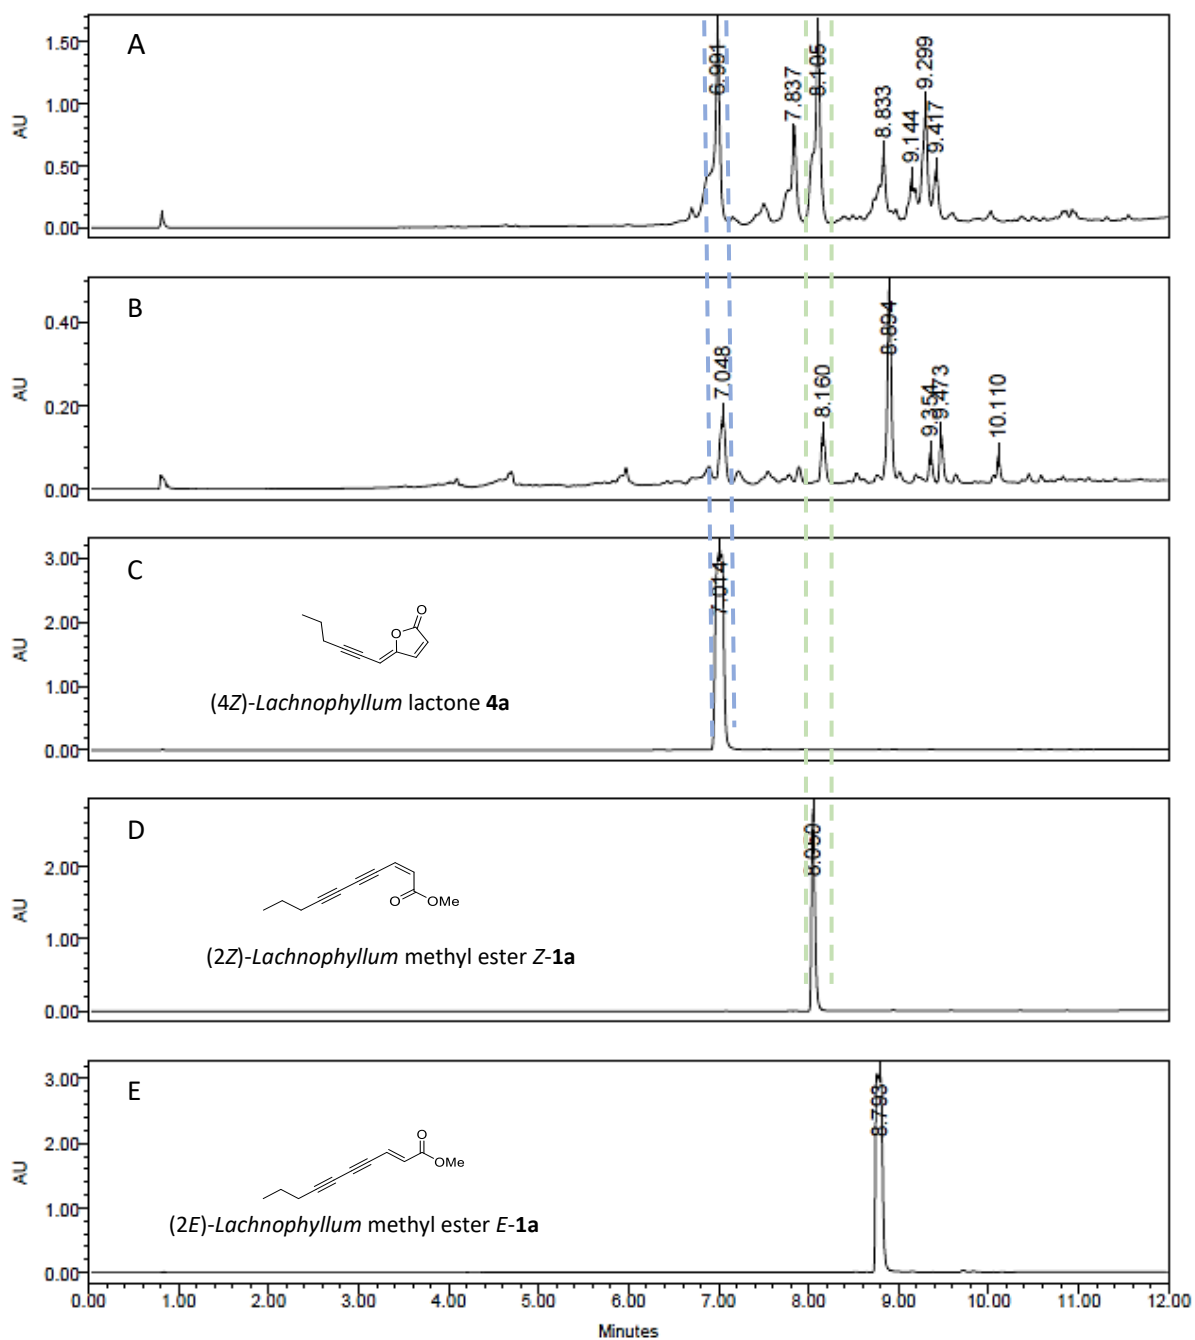 A
1.50
1.00
0.50
0.00
AU
6.991
7.837
8.105
8.833
9.144
9.299
9.417
B
0.40
0.20
0.00
AU
7.048
8.160
8.894
9.354
9.473
10.110
C
3.00
2.00
1.00
0.00
AU
7.014
O
O
(4Z)-Lachnophyllum lactone 4a
D
2.00
1.00
0.00
AU
8.050
O
OMe
(2Z)-Lachnophyllum methyl ester Z-1a
E
3.00
2.00
1.00
0.00
AU
8.793
O
OMe
(2E)-Lachnophyllum methyl ester E-1a
0.00 1.00 2.00 3.00 4.00 5.00 6.00 7.00 8.00 9.00 10.00 11.00 12.00
Minutes